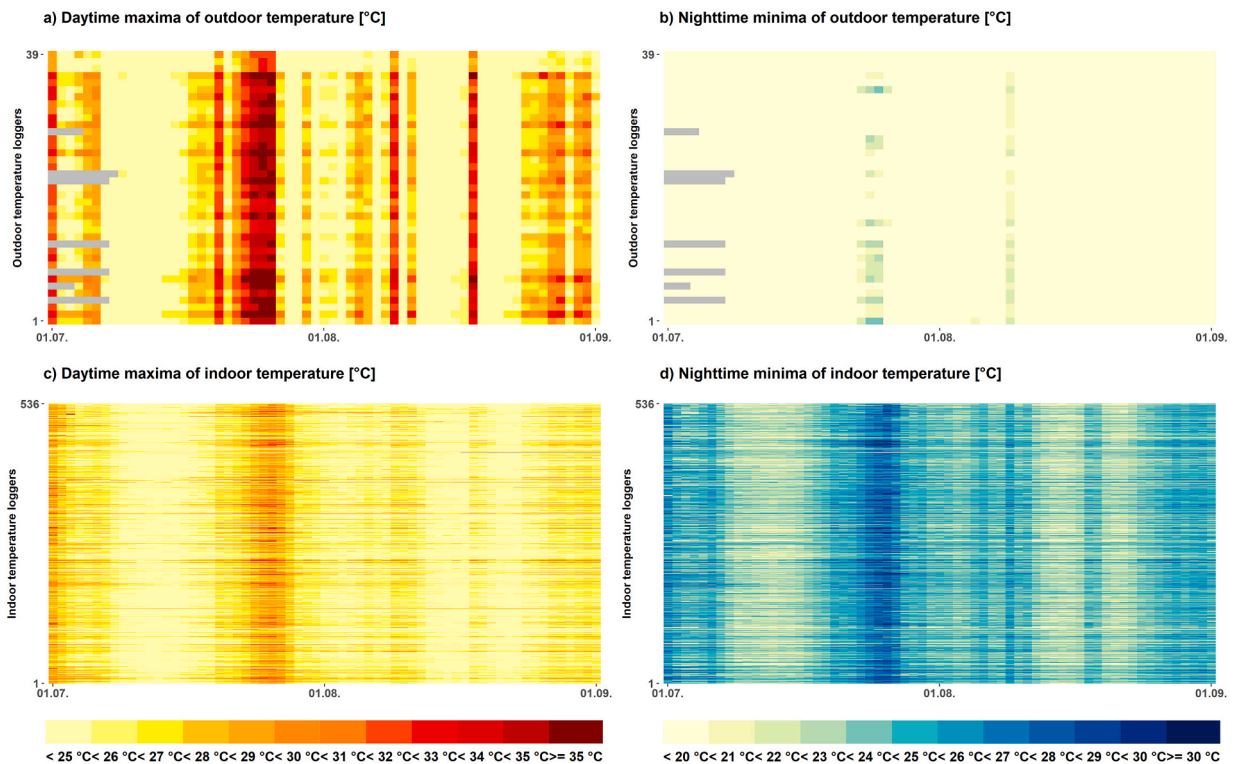 a) Daytime maxima of outdoor temperature [°C]
b) Nighttime minima of outdoor temperature [°C]
39
Outdoor temperature loggers
1
01.07.
01.08.
01.09.
39
Outdoor temperature loggers
1
01.07.
01.08.
01.09.
c) Daytime maxima of indoor temperature [°C]
d) Nighttime minima of indoor temperature [°C]
536
Indoor temperature loggers
1
01.07.
01.08.
01.09.
536
Indoor temperature loggers
1
01.07.
01.08.
01.09.
< 25 °C< 26 °C< 27 °C< 28 °C< 29 °C< 30 °C< 31 °C< 32 °C< 33 °C< 34 °C< 35 °C>= 35 °C
< 20 °C< 21 °C< 22 °C< 23 °C< 24 °C< 25 °C< 26 °C< 27 °C< 28 °C< 29 °C< 30 °C>= 30 °C